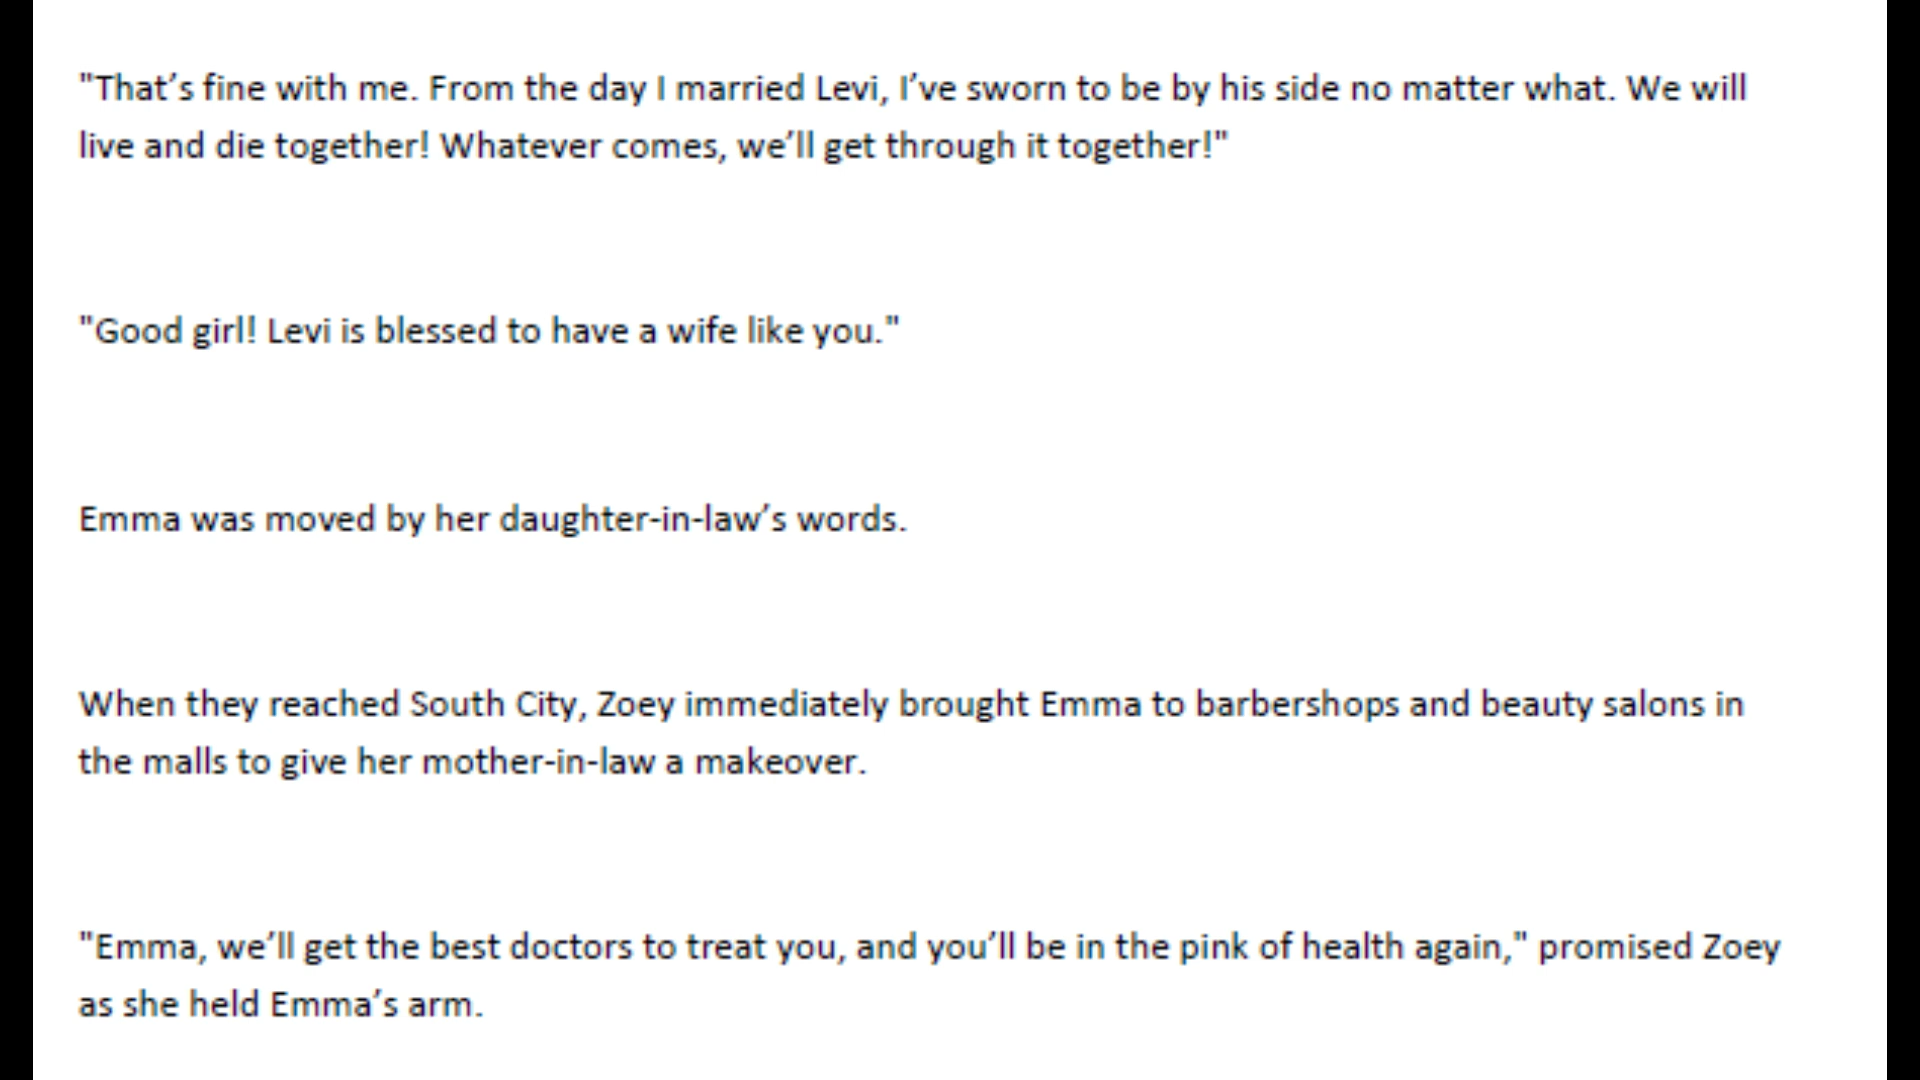 "That’s fine with me. From the day I married Levi, I’ve sworn to be by his side no matter what. We will
live and die together! Whatever comes, we’ll get through it together!"
"Good girl! Levi is blessed to have a wife like you."
Emma was moved by her daughter-in-law’s words.
When they reached South City, Zoey immediately brought Emma to barbershops and beauty salons in
the malls to give her mother-in-law a makeover.
"Emma, we’ll get the best doctors to treat you, and you’ll be in the pink of health again," promised Zoey
as she held Emma’s arm.